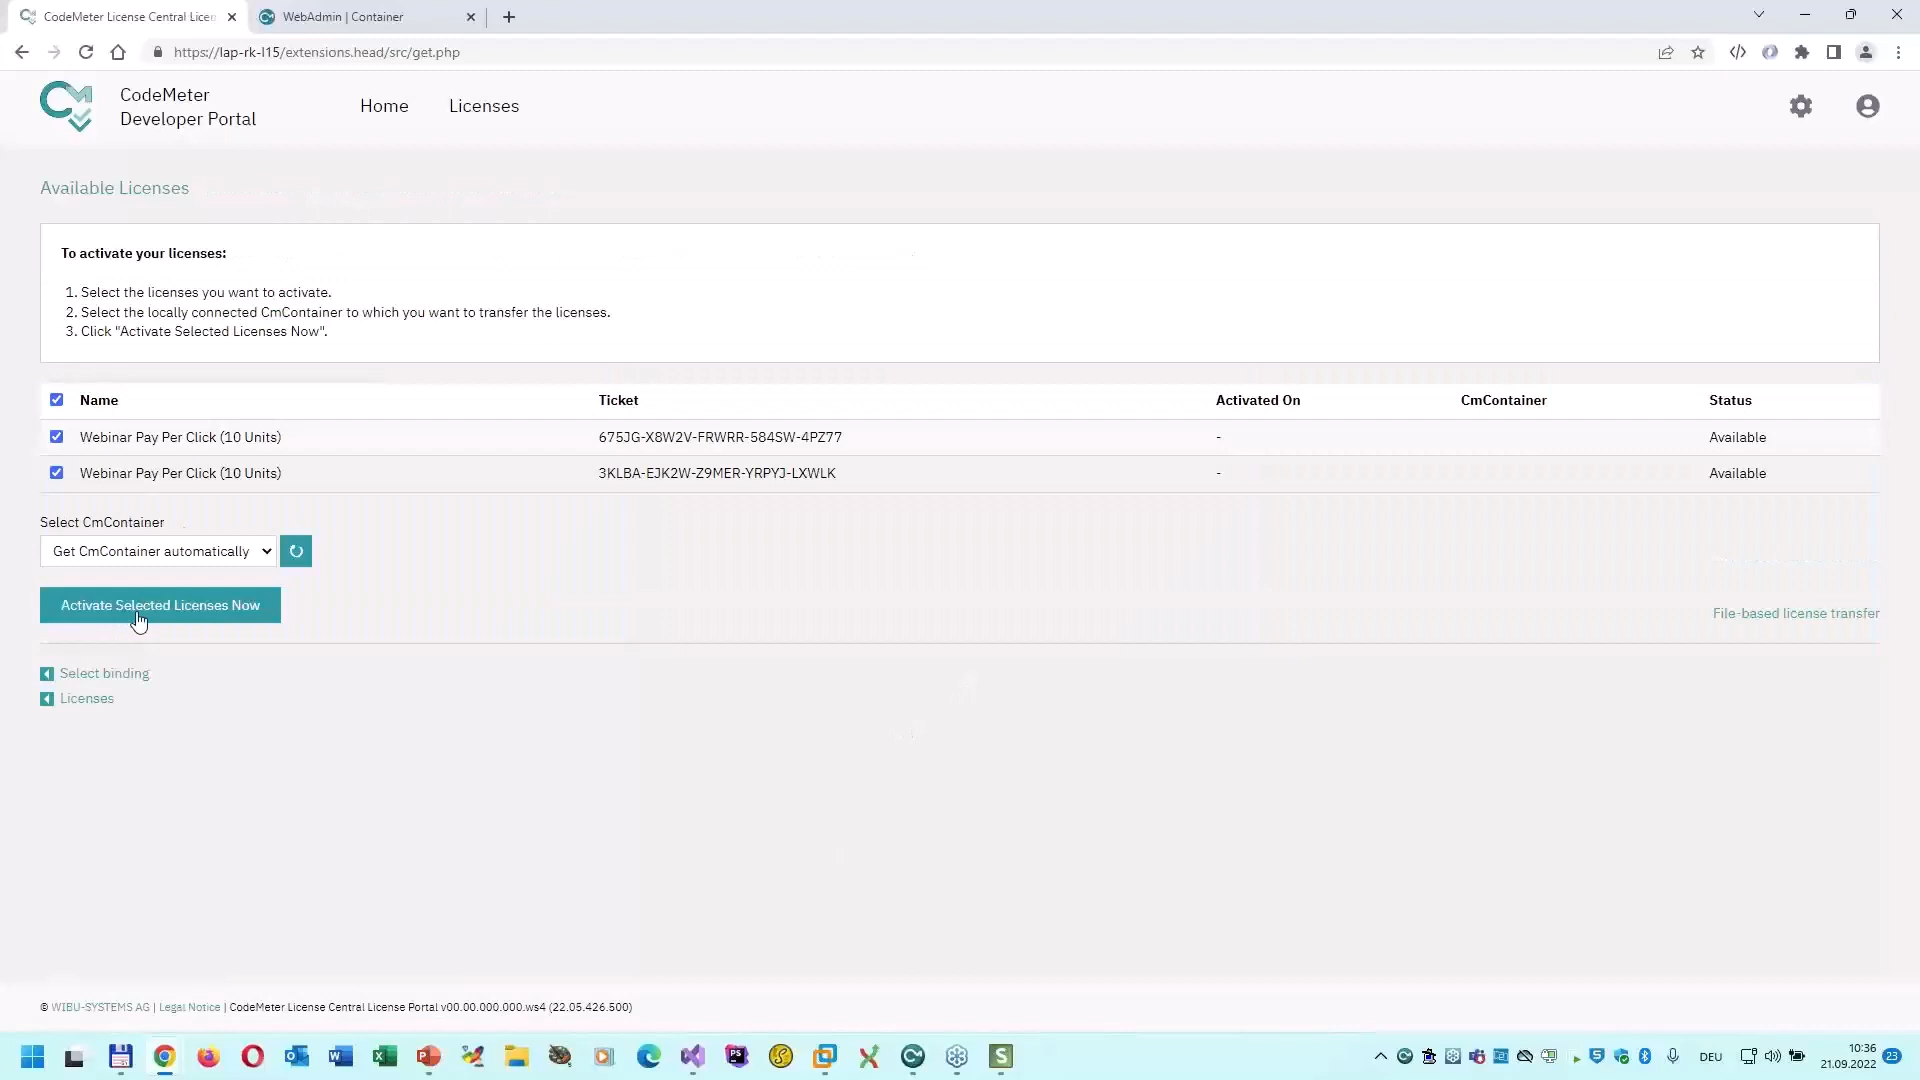 CodeMeter License Central Licen
WebAdmin | Container
https://lap-rk-l15/extensions.head/src/get.php
CodeMeter
Developer Portal
Home
Licenses
Available Licenses
To activate your licenses:
1. Select the licenses you want to activate.
2. Select the locally connected CmContainer to which you want to transfer the licenses.
3. Click "Activate Selected Licenses Now".
Name Ticket Activated On CmContainer Status
Webinar Pay Per Click (10 Units) 675JG-X8W2V-FRWRR-584SW-4PZ77 - Available
Webinar Pay Per Click (10 Units) 3KLBA-EJK2W-Z9MER-YRPYJ-LXWLK - Available
Select CmContainer
Get CmContainer automatically
Activate Selected Licenses Now
File-based license transfer
Select binding
Licenses
© WIBU-SYSTEMS AG | Legal Notice | CodeMeter License Central License Portal v00.00.000.000.ws4 (22.05.426.500)
DEU
10:36
21.09.2022
23